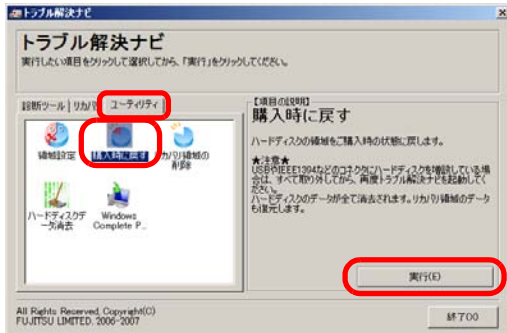 トラブル解決ナビ
トラブル解決ナビ
実行したい項目をクリックして選択してから、「実行」をクリックしてください。
診断ツール
リカバリ
ユーティリティ
【項目の説明】
購入時に戻す
領域設定
購入時に戻す
リカバリ領域の
削除
ハードディスクデ
ータ消去
Windows
Complete P...
ハードディスクの領域をご購入時の状態に戻します。
★注意★
USBやIEEE1394などのコネクタにハードディスクを増設している場
合は、すべて取り外してから、再度トラブル解決ナビを起動してく
ださい。
ハードディスクのデータが全て消去されます。リカバリ領域のデータ
も復元します。
実行(E)
All Rights Reserved, Copyright(C)
FUJITSU LIMITED. 2006-2007
終了(X)